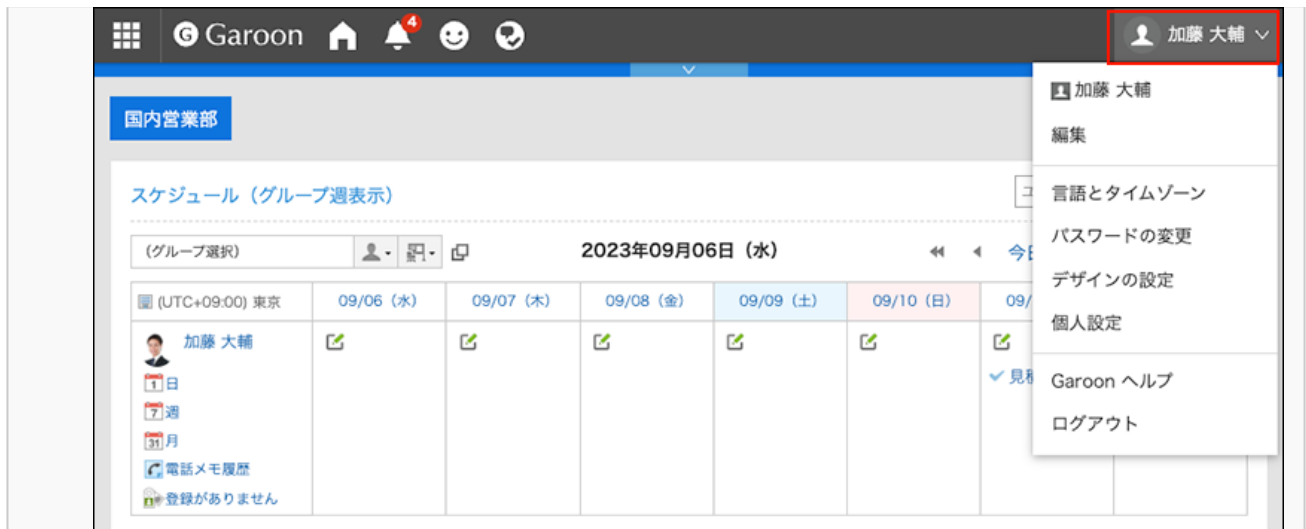 G Garoon 4 加藤 大輔
加藤 大輔
編集
言語とタイムゾーン
パスワードの変更
デザインの設定
個人設定
Garoon ヘルプ
ログアウト
国内営業部
スケジュール（グループ週表示）
(グループ選択) 2023年09月06日（水） 今日
(UTC+09:00) 東京 09/06（水） 09/07（木） 09/08（金） 09/09（土） 09/10（日） 09/
加藤 大輔
1 日
7 週
31 月
電話メモ履歴
登録がありません
見積